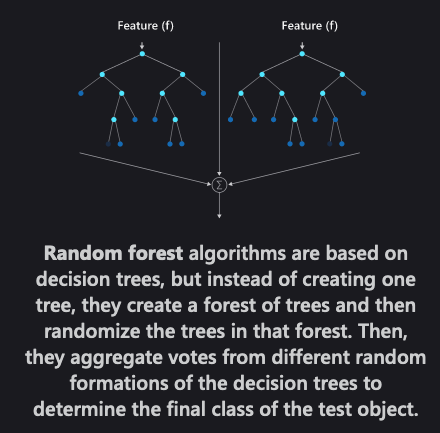 Feature (f) Feature (f)
Σ
Random forest algorithms are based on
decision trees, but instead of creating one
tree, they create a forest of trees and then
randomize the trees in that forest. Then,
they aggregate votes from different random
formations of the decision trees to
determine the final class of the test object.